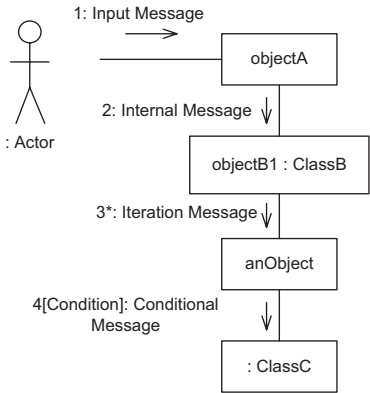 1: Input Message
objectA
: Actor
2: Internal Message
objectB1 : ClassB
3*: Iteration Message
anObject
4[Condition]: Conditional
Message
: ClassC